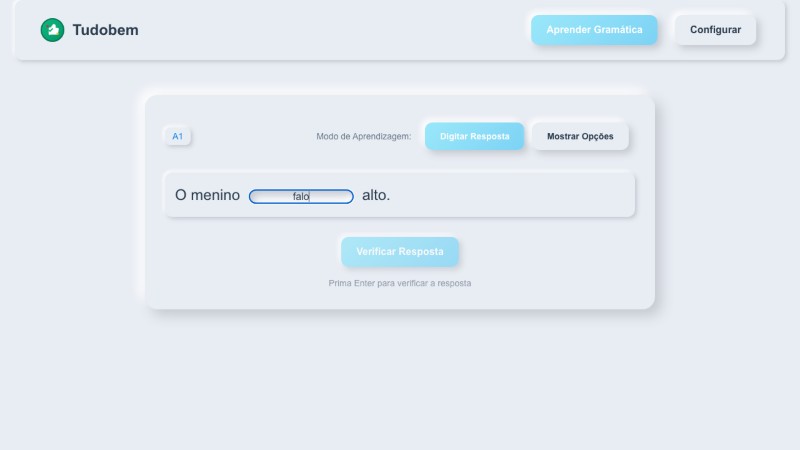 Tudobem
Aprender Gramática
Configurar
A1
Modo de Aprendizagem:
Digitar Resposta
Mostrar Opções
O menino falo alto.
Verificar Resposta
Prima Enter para verificar a resposta